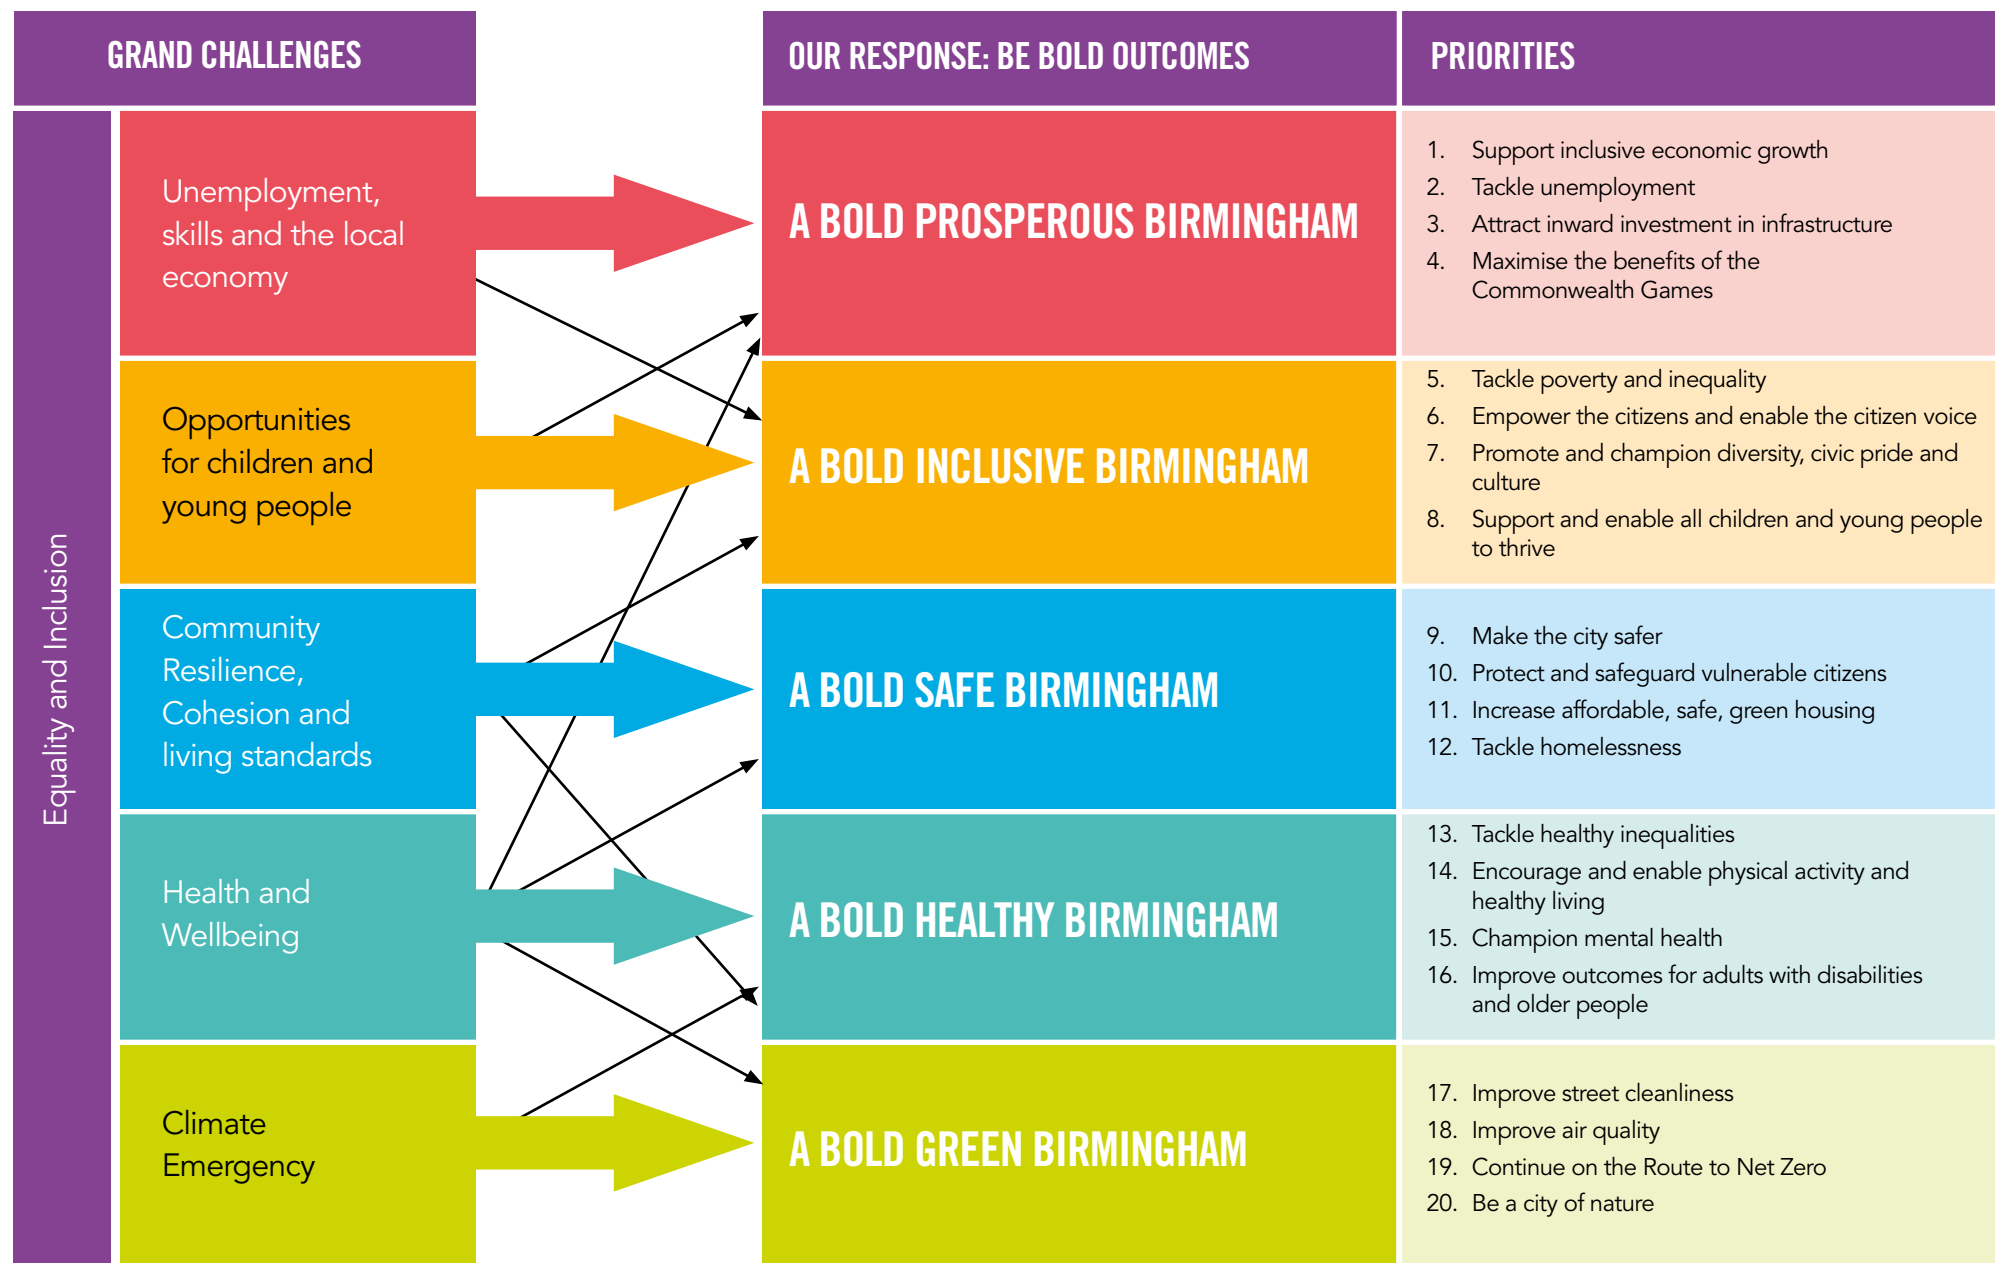 GRAND CHALLENGES
OUR RESPONSE: BE BOLD OUTCOMES
PRIORITIES
Equality and Inclusion
Unemployment,
skills and the local
economy
A BOLD PROSPEROUS BIRMINGHAM
1. Support inclusive economic growth
2. Tackle unemployment
3. Attract inward investment in infrastructure
4. Maximise the benefits of the
Commonwealth Games
Opportunities
for children and
young people
A BOLD INCLUSIVE BIRMINGHAM
5. Tackle poverty and inequality
6. Empower the citizens and enable the citizen voice
7. Promote and champion diversity, civic pride and
culture
8. Support and enable all children and young people
to thrive
Community
Resilience,
Cohesion and
living standards
A BOLD SAFE BIRMINGHAM
9. Make the city safer
10. Protect and safeguard vulnerable citizens
11. Increase affordable, safe, green housing
12. Tackle homelessness
Health and
Wellbeing
A BOLD HEALTHY BIRMINGHAM
13. Tackle healthy inequalities
14. Encourage and enable physical activity and
healthy living
15. Champion mental health
16. Improve outcomes for adults with disabilities
and older people
Climate
Emergency
A BOLD GREEN BIRMINGHAM
17. Improve street cleanliness
18. Improve air quality
19. Continue on the Route to Net Zero
20. Be a city of nature